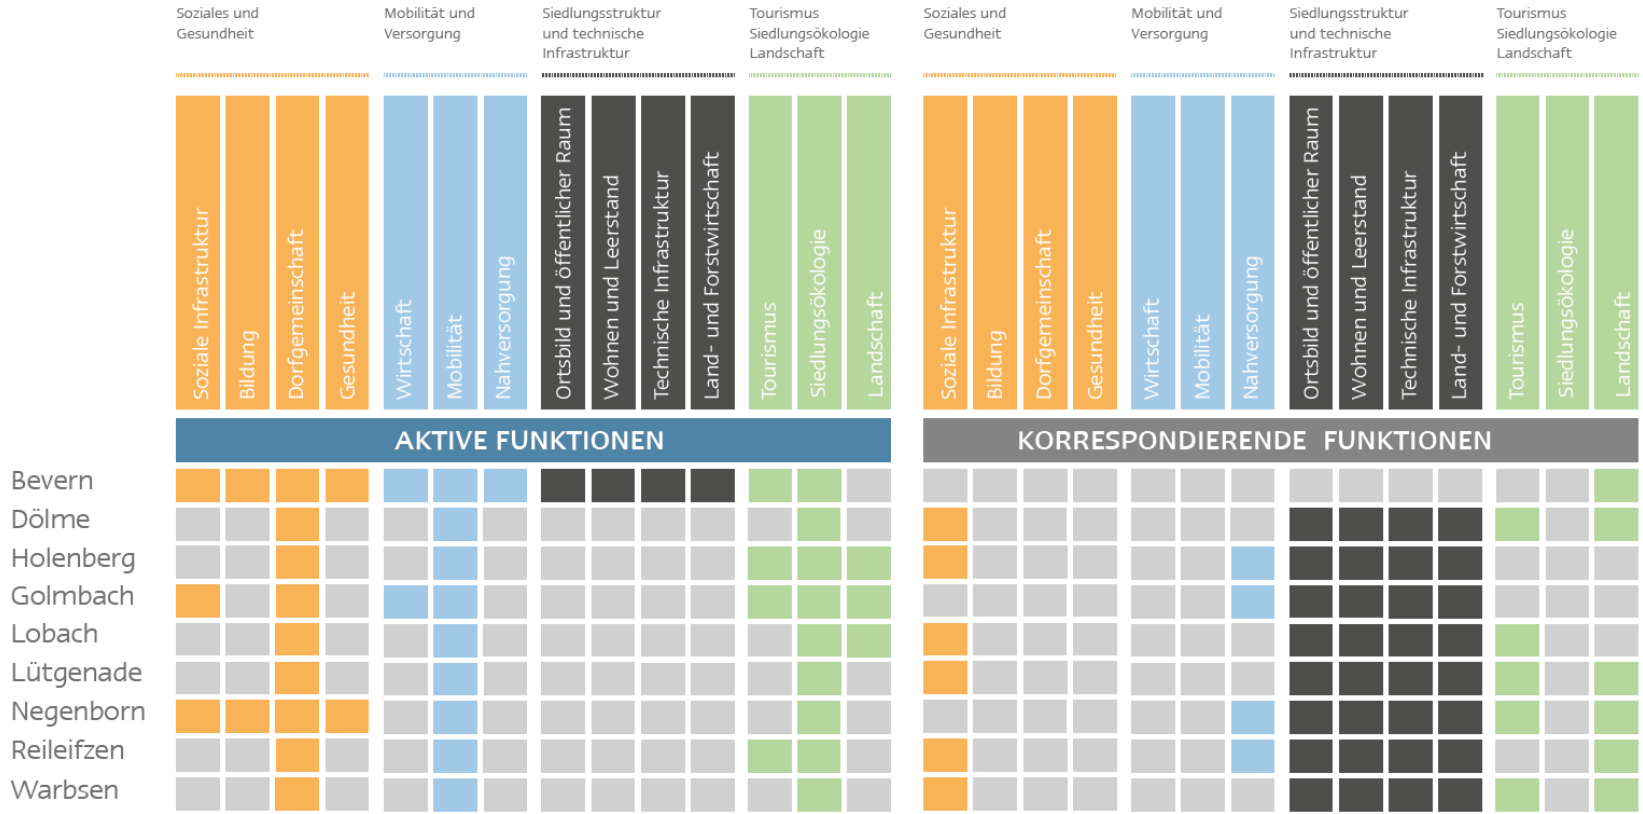 Soziales und
Gesundheit
Mobilität und
Versorgung
Siedlungsstruktur
und technische
Infrastruktur
Tourismus
Siedlungsökologie
Landschaft
Soziales und
Gesundheit
Mobilität und
Versorgung
Siedlungsstruktur
und technische
Infrastruktur
Tourismus
Siedlungsökologie
Landschaft
Soziale Infrastruktur
Bildung
Dorfgemeinschaft
Gesundheit
Wirtschaft
Mobilität
Nahversorgung
Ortsbild und öffentlicher Raum
Wohnen und Leerstand
Technische Infrastruktur
Land- und Forstwirtschaft
Tourismus
Siedlungsökologie
Landschaft
Soziale Infrastruktur
Bildung
Dorfgemeinschaft
Gesundheit
Wirtschaft
Mobilität
Nahversorgung
Ortsbild und öffentlicher Raum
Wohnen und Leerstand
Technische Infrastruktur
Land- und Forstwirtschaft
Tourismus
Siedlungsökologie
Landschaft
AKTIVE FUNKTIONEN
KORRESPONDIERENDE FUNKTIONEN
Bevern
Dölme
Holenberg
Golmbach
Lobach
Lütgenade
Negenborn
Reileifzen
Warbsen